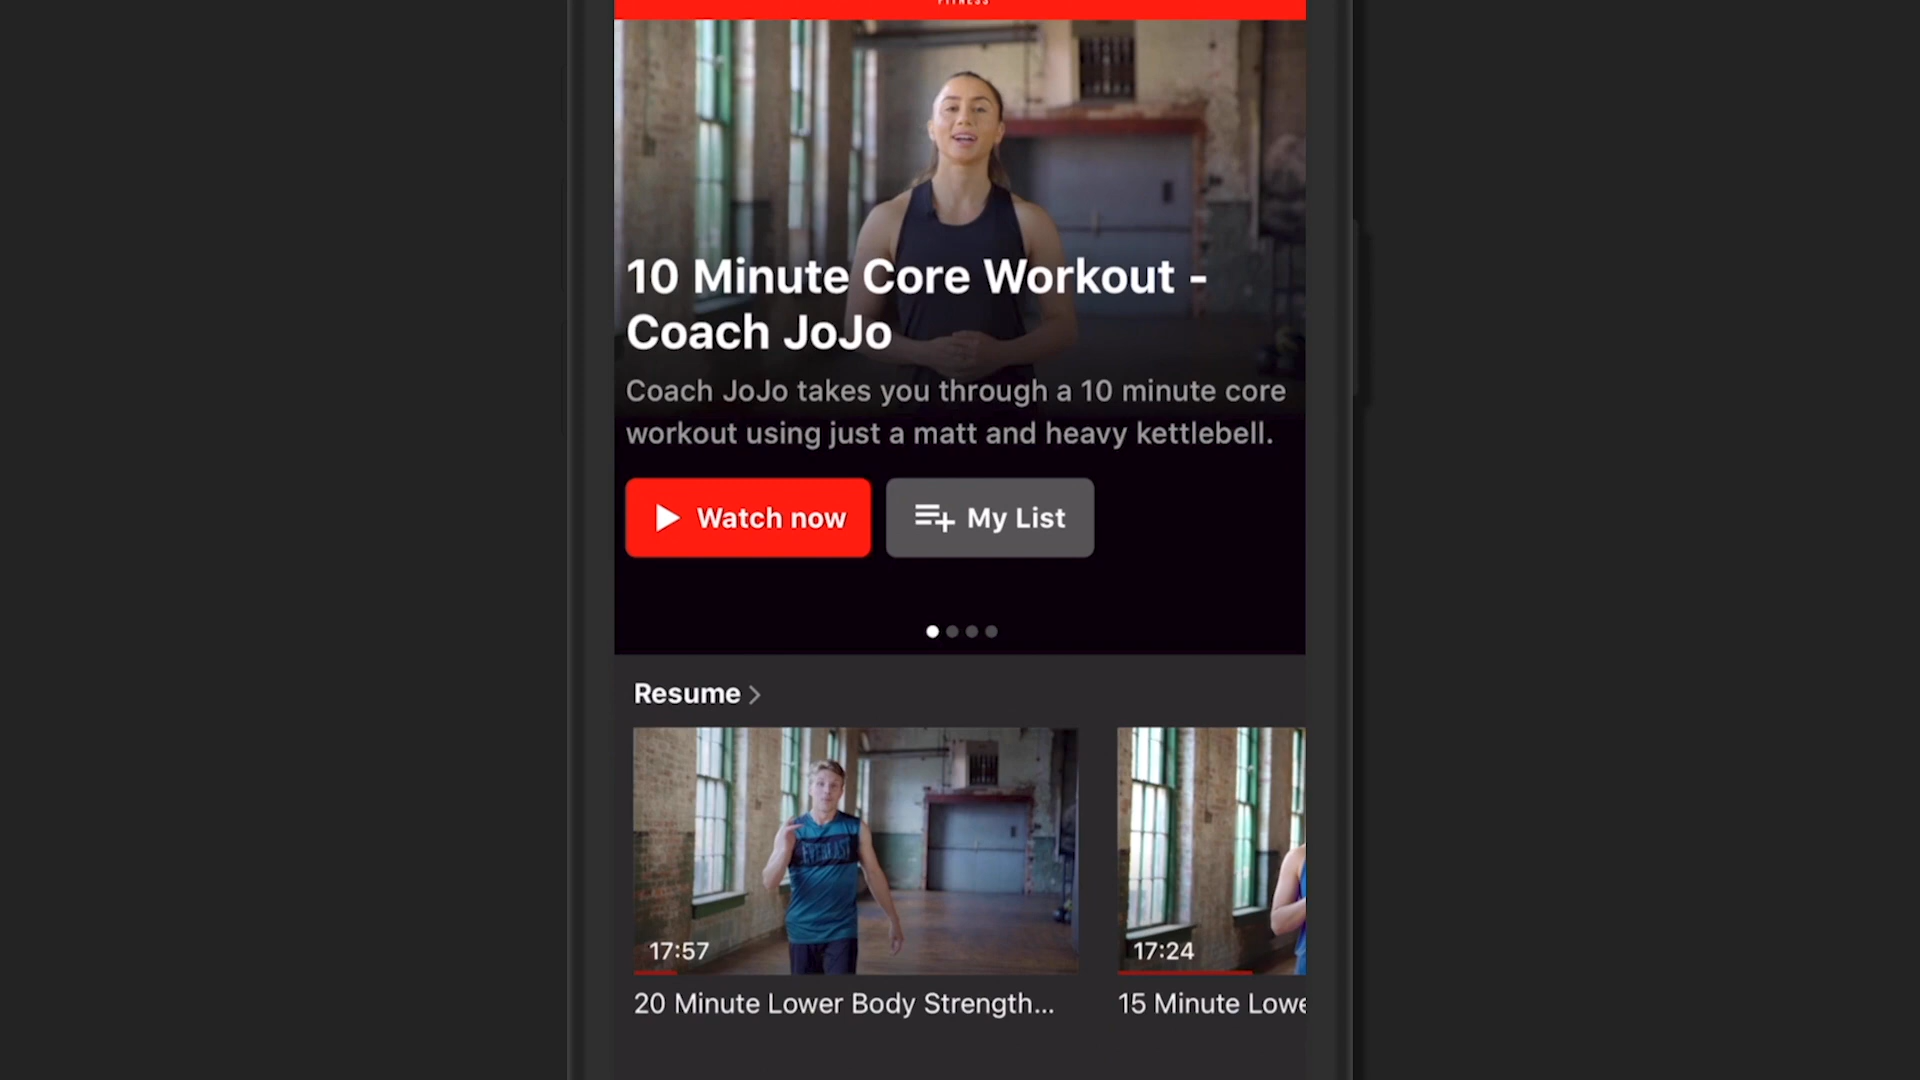 FITNESS
10 Minute Core Workout -
Coach JoJo
Coach JoJo takes you through a 10 minute core
workout using just a matt and heavy kettlebell.
Watch now
My List
Resume
EVERLAST
17:57
17:24
20 Minute Lower Body Strength...
15 Minute Lowe